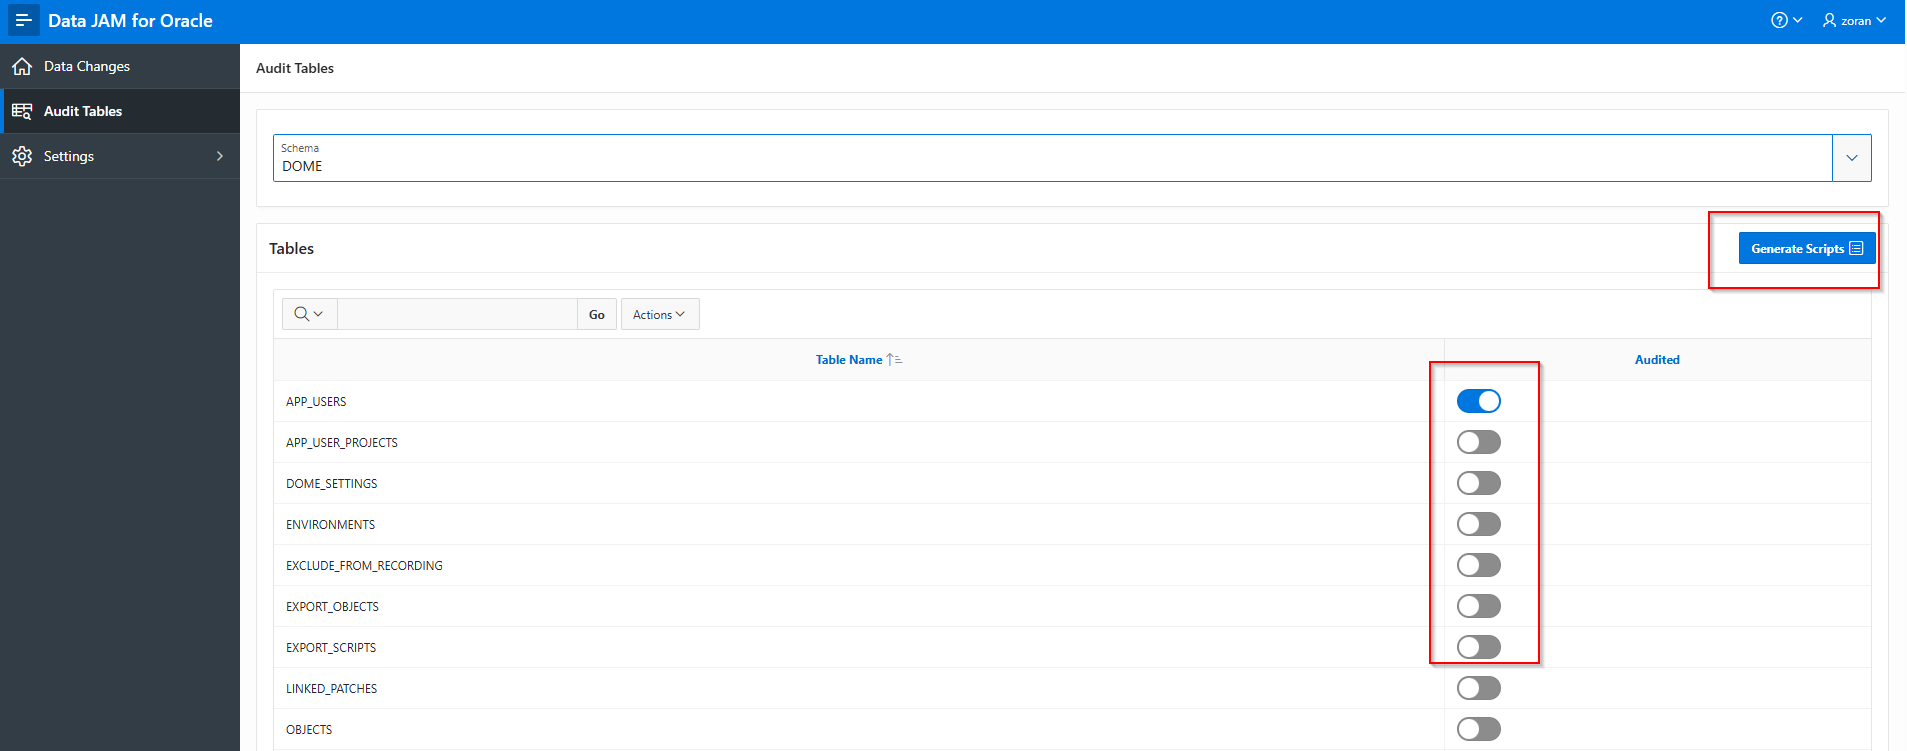 Data JAM for Oracle
zoran
Data Changes
Audit Tables
Settings
Audit Tables
Schema
DOME
Tables
Generate Scripts
Go
Actions
Table Name
Audited
APP_USERS
APP_USER_PROJECTS
DOME_SETTINGS
ENVIRONMENTS
EXCLUDE_FROM_RECORDING
EXPORT_OBJECTS
EXPORT_SCRIPTS
LINKED_PATCHES
OBJECTS